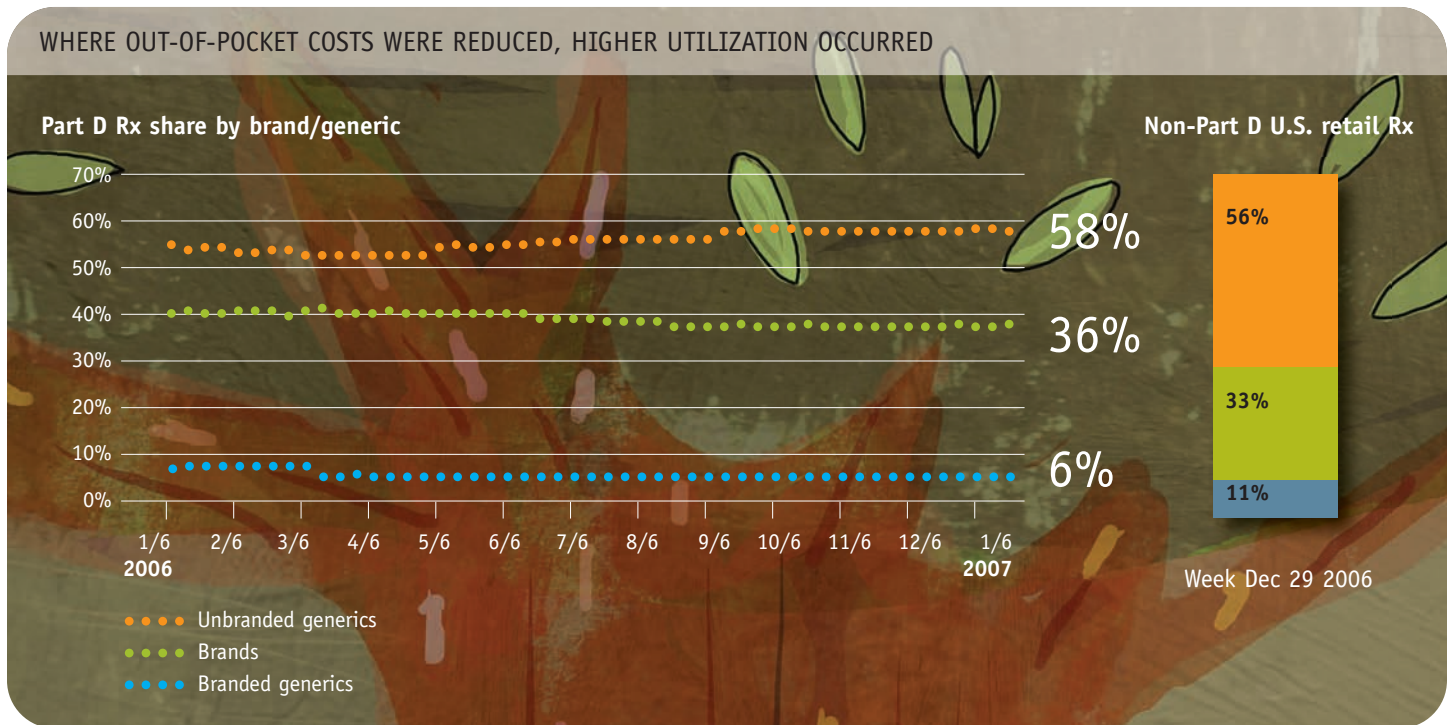 WHERE OUT-OF-POCKET COSTS WERE REDUCED, HIGHER UTILIZATION OCCURRED
Part D Rx share by brand/generic
70%
60%
50%
40%
30%
20%
10%
0%
58%
36%
6%
1/6 2/6 3/6 4/6 5/6 6/6 7/6 8/6 9/6 10/6 11/6 12/6 1/6
2006 2007
Unbranded generics
Brands
Branded generics
Non-Part D U.S. retail Rx
56%
33%
11%
Week Dec 29 2006